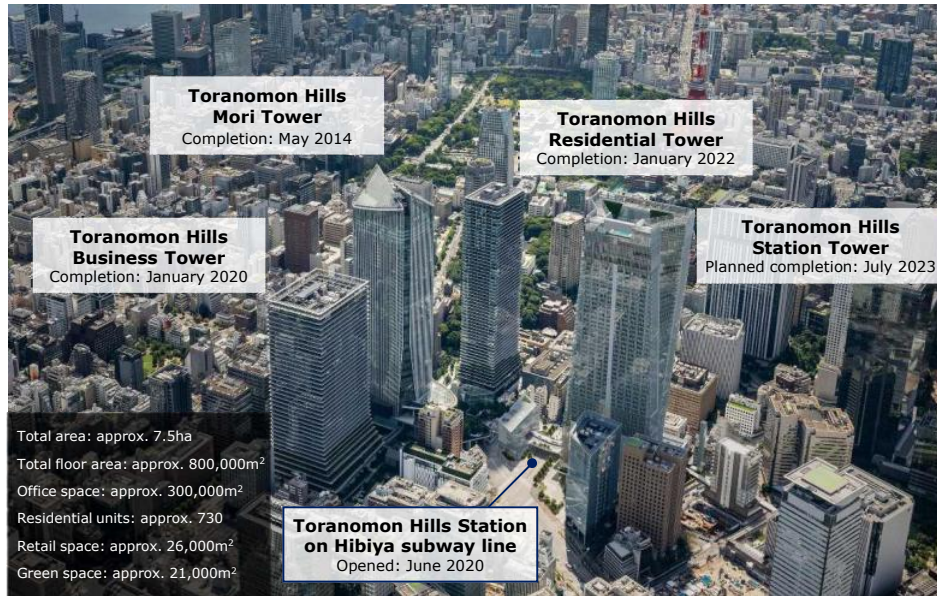 Toranomon Hills
Mori Tower
Completion: May 2014
Toranomon Hills
Residential Tower
Completion: January 2022
Toranomon Hills
Business Tower
Completion: January 2020
Toranomon Hills
Station Tower
Planned completion: July 2023
Total area: approx. 7.5ha
Total floor area: approx. 800,000m²
Office space: approx. 300,000m²
Residential units: approx. 730
Retail space: approx. 26,000m²
Green space: approx. 21,000m²
Toranomon Hills Station
on Hibiya subway line
Opened: June 2020